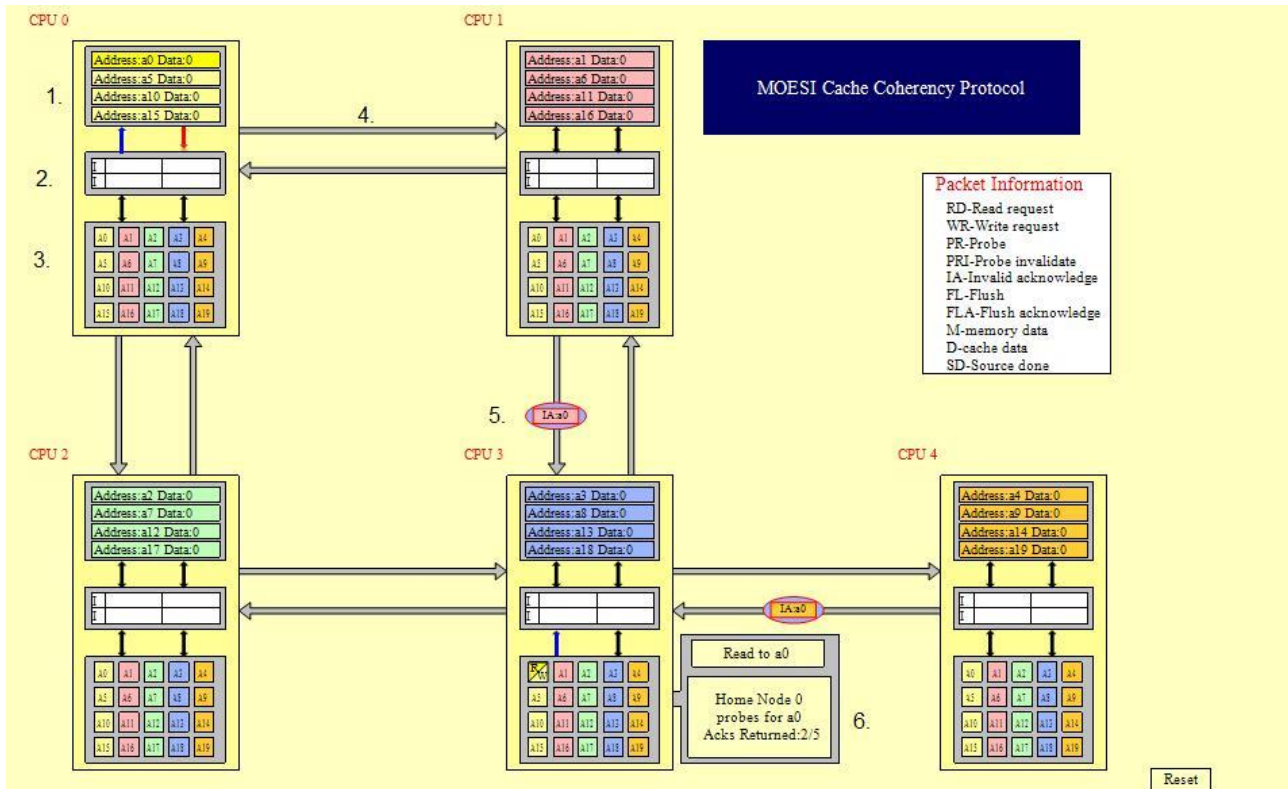 CPU 0
CPU 1
Address:a0 Data:0
Address:a5 Data:0
Address:a10 Data:0
Address:a15 Data:0
1.
Address:a1 Data:0
Address:a6 Data:0
Address:a11 Data:0
Address:a16 Data:0
MOESI Cache Coherency Protocol
4.
2.
I
I
I
I
3.
A0 A1 A2 A3 A4
A5 A6 A7 A8 A9
A10 A11 A12 A13 A14
A15 A16 A17 A18 A19
A0 A1 A2 A3 A4
A5 A6 A7 A8 A9
A10 A11 A12 A13 A14
A15 A16 A17 A18 A19
Packet Information
RD-Read request
WR-Write request
PR-Probe
PRI-Probe invalidate
IA-Invalid acknowledge
FL-Flush
FLA-Flush acknowledge
M-memory data
D-cache data
SD-Source done
5.
IA:a0
CPU 2
CPU 3
CPU 4
Address:a2 Data:0
Address:a7 Data:0
Address:a12 Data:0
Address:a17 Data:0
Address:a3 Data:0
Address:a8 Data:0
Address:a13 Data:0
Address:a18 Data:0
Address:a4 Data:0
Address:a9 Data:0
Address:a14 Data:0
Address:a19 Data:0
I
I
I
I
IA:a0
I
I
A0 A1 A2 A3 A4
A5 A6 A7 A8 A9
A10 A11 A12 A13 A14
A15 A16 A17 A18 A19
R W A1 A2 A3 A4
A5 A6 A7 A8 A9
A10 A11 A12 A13 A14
A15 A16 A17 A18 A19
Read to a0
Home Node 0
probes for a0
Acks Returned:2/5
6.
A0 A1 A2 A3 A4
A5 A6 A7 A8 A9
A10 A11 A12 A13 A14
A15 A16 A17 A18 A19
Reset